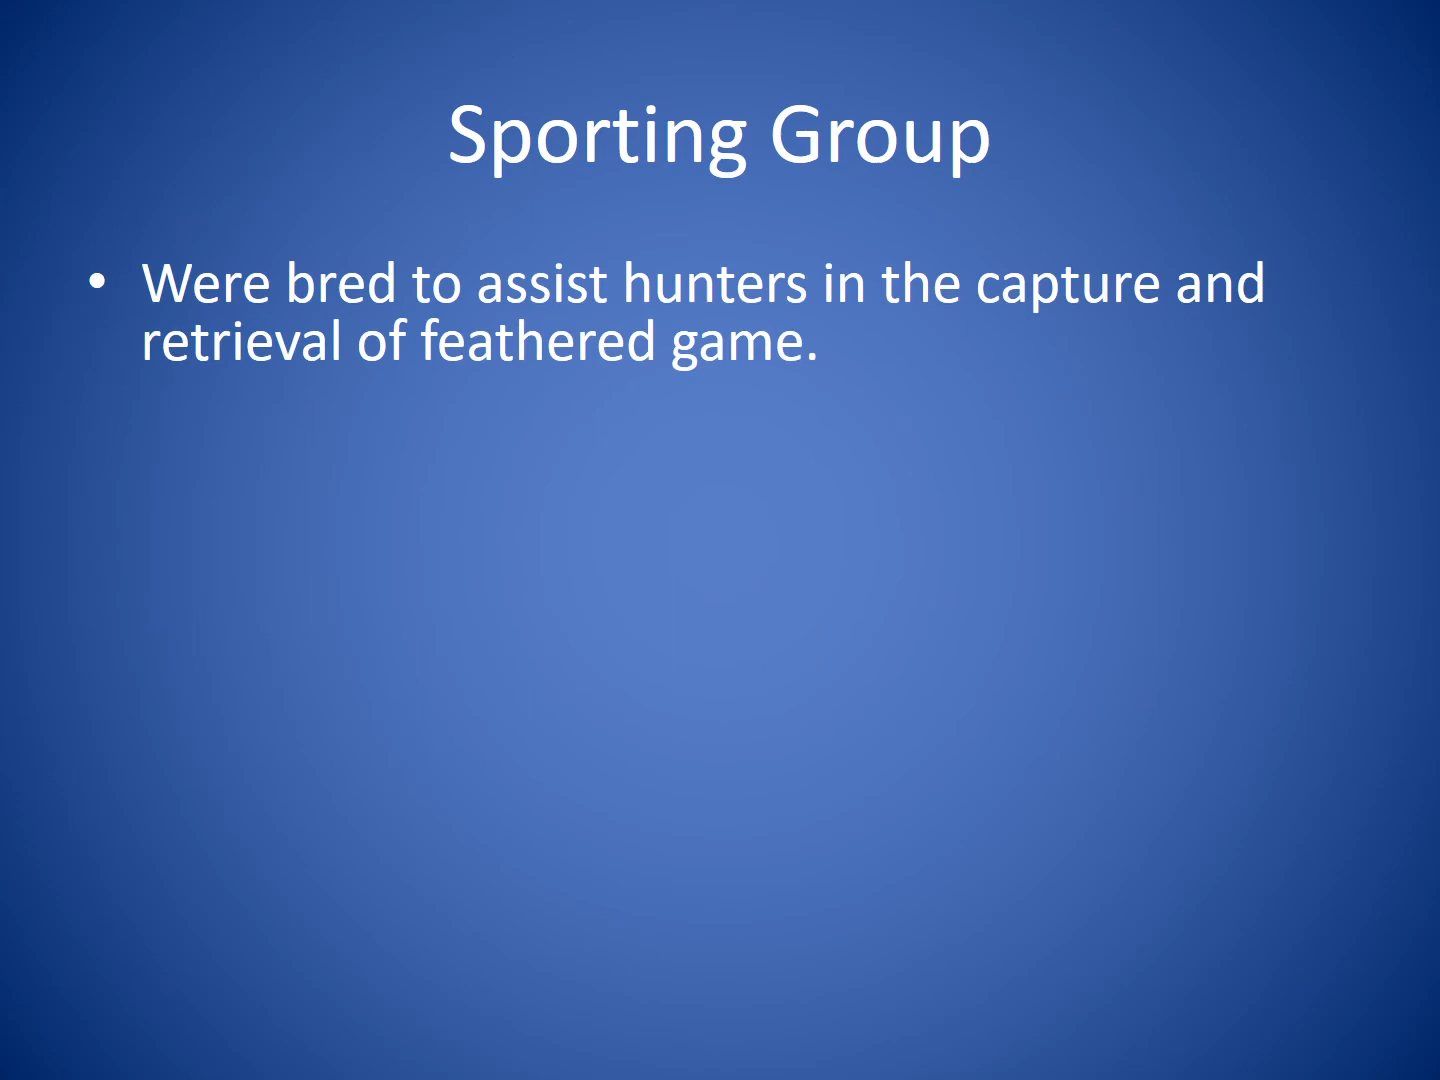 Sporting Group
• Were bred to assist hunters in the capture and
retrieval of feathered game.